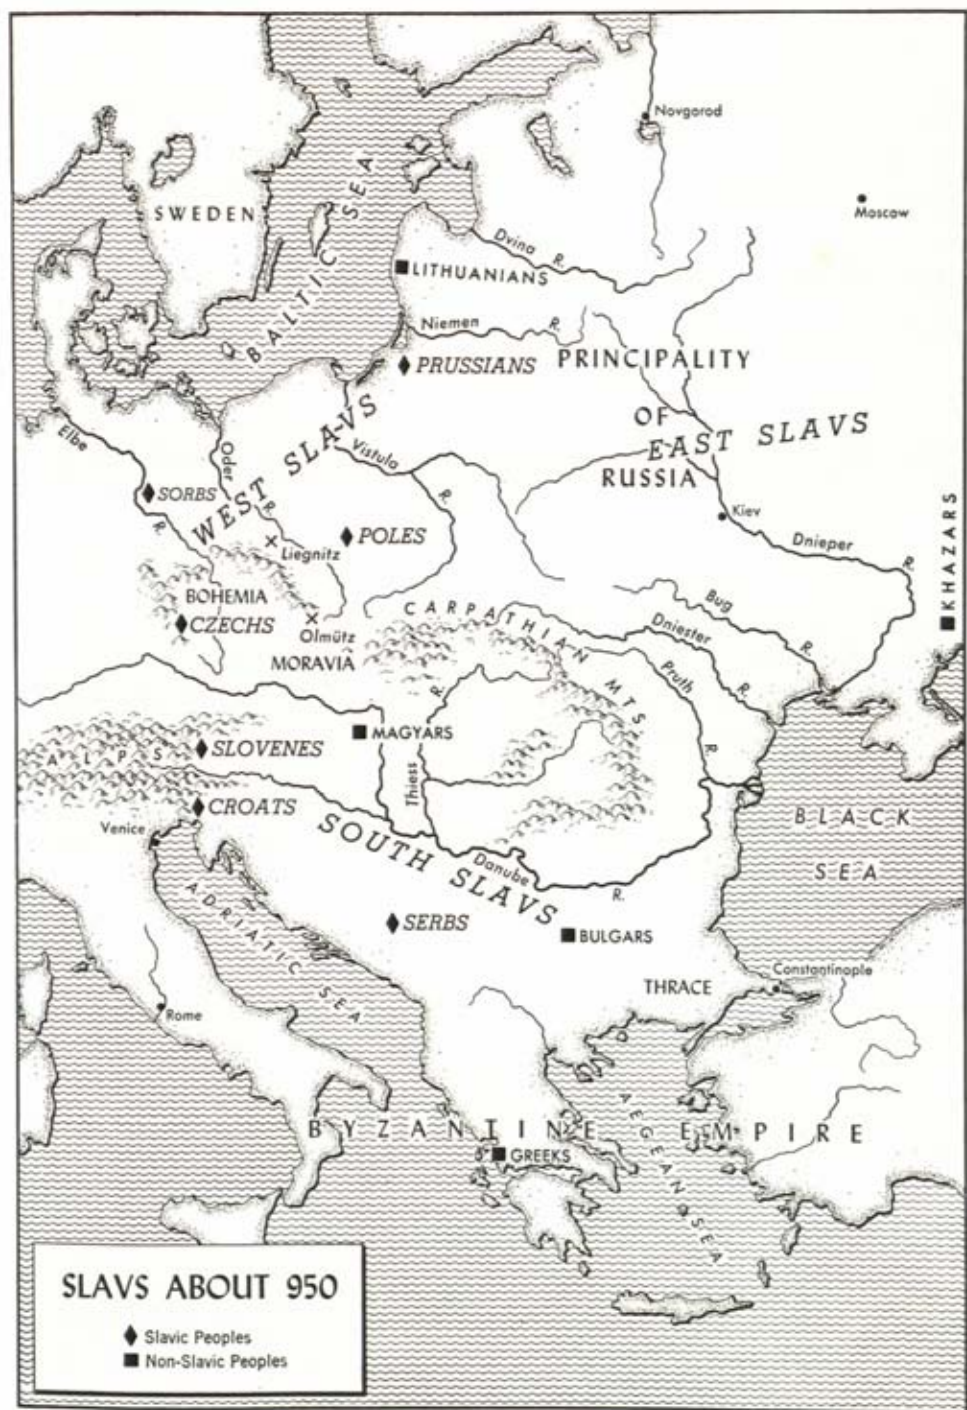 Novgorod
Moscow
SWEDEN
BALTIC SEA
Dvina R.
LITHUANIANS
Niemen R.
PRUSSIANS
PRINCIPALITY
OF
RUSSIA
EAST SLAVS
WEST SLAVS
Elbe R.
Oder R.
Vistula R.
SORBS
POLES
Liegnitz
Kiev
Dnieper R.
KHAZARS
BOHEMIA
CZECHS
Olmütz
MORAVIA
CARPATHIAN MTS
Bug R.
Dniester R.
Pruth R.
R.
MAGYARS
Thiess
SLOVENES
ALPS
CROATS
Venice
SOUTH SLAVS
Danube R.
BLACK
SEA
ADRIATIC SEA
SERBS
BULGARS
THRACE
Constantinople
Rome
AEGEAN SEA
BYZANTINE EMPIRE
GREEKS
SLAVS ABOUT 950
Slavic Peoples
Non-Slavic Peoples